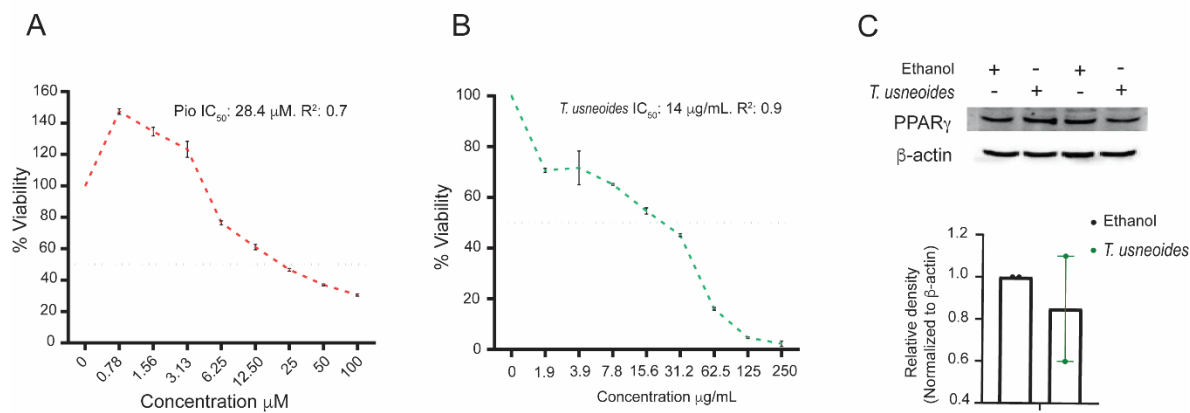 A
Pio IC₅₀: 28.4 μM. R²: 0.7
% Viability
160
140
120
100
80
60
40
20
0
0 0.78 1.56 3.13 6.25 12.50 25 50 100
Concentration μM
B
T. usneoides IC₅₀: 14 μg/mL. R²: 0.9
% Viability
100
80
60
40
20
0
0 1.9 3.9 7.8 15.6 31.2 62.5 125 250
Concentration μg/mL
C
Ethanol + - + -
T. usneoides - + - +
PPARγ
β-actin
Ethanol
T. usneoides
Relative density
(Normalized to β-actin)
1.2
1.0
0.8
0.6
0.4